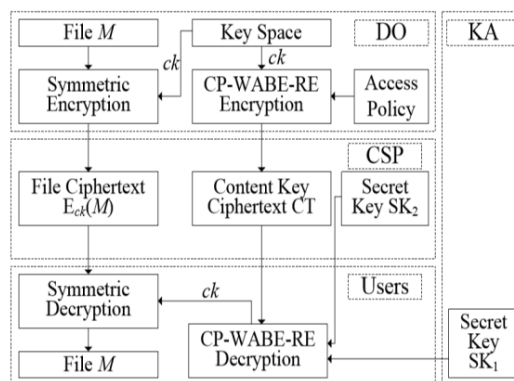 File M
Key Space
DO
KA
ck
ck
Symmetric
Encryption
CP-WABE-RE
Encryption
Access
Policy
CSP
File Ciphertext
E_ck(M)
Content Key
Ciphertext CT
Secret
Key SK₂
Users
Symmetric
Decryption
ck
CP-WABE-RE
Decryption
Secret
Key
SK₁
File M